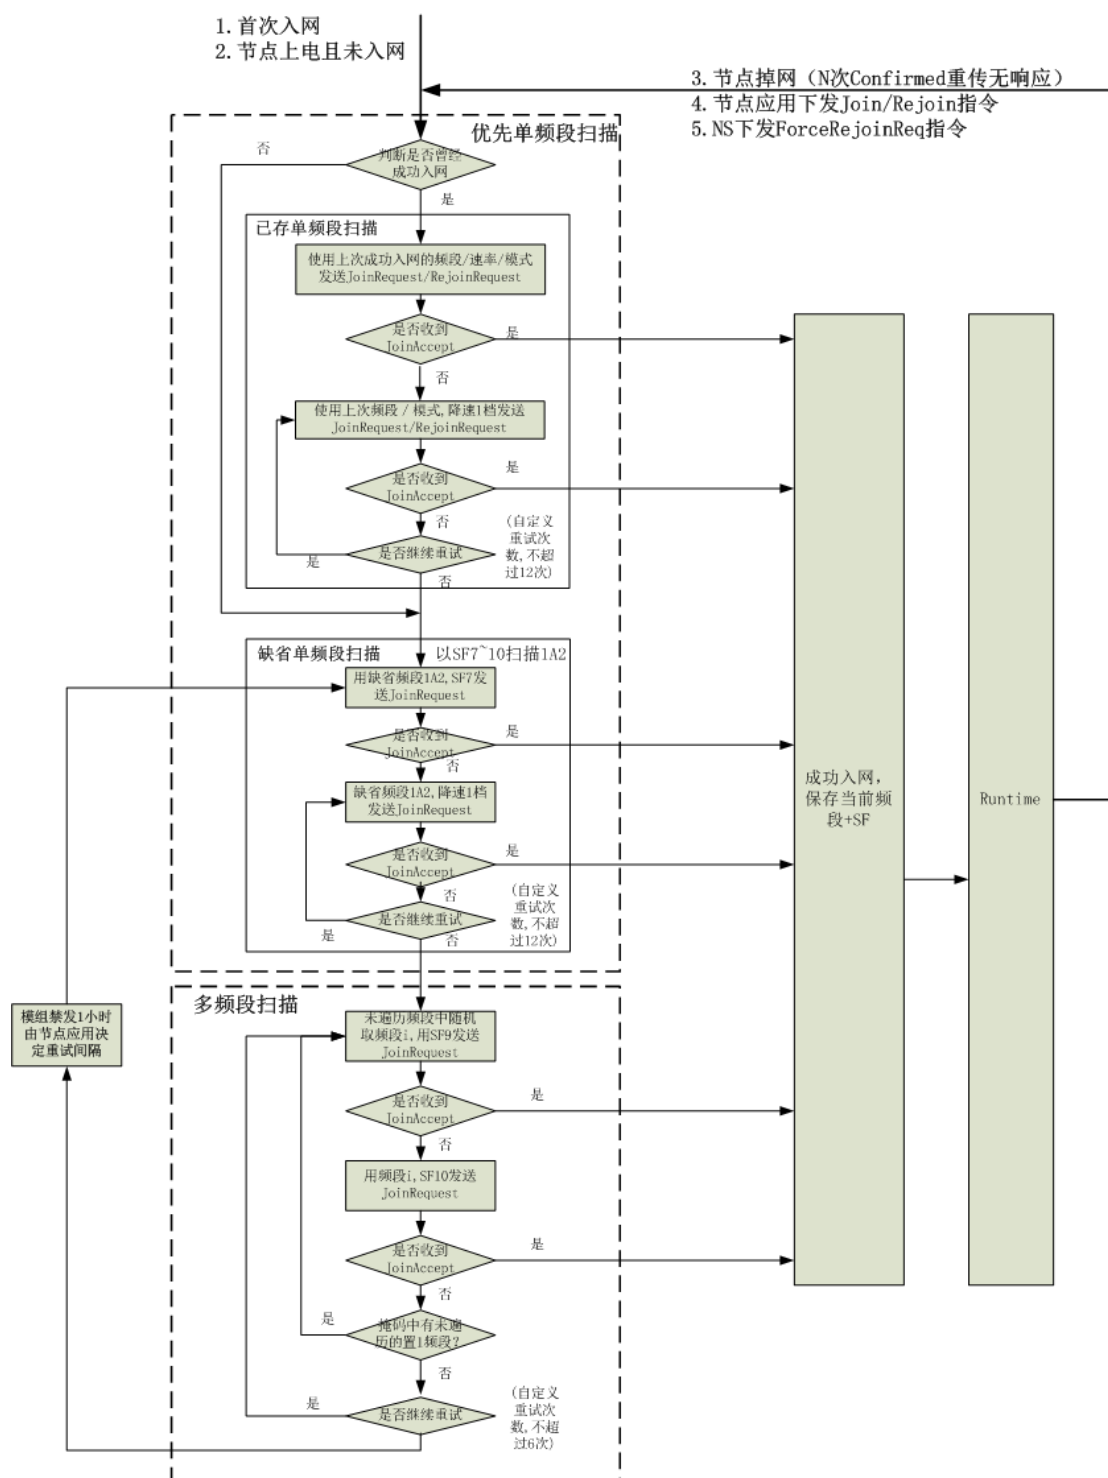 1. 首次入网
2. 节点上电且未入网
3. 节点掉网（N次Confirmed重传无响应）
4. 节点应用下发Join/Rejoin指令
5. NS下发ForceRejoinReq指令
优先单频段扫描
判断是否曾经
成功入网
否
是
已存单频段扫描
使用上次成功入网的频段/速率/模式
发送JoinRequest/RejoinRequest
是否收到
JoinAccept
是
否
使用上次频段 / 模式, 降速1档发送
JoinRequest/RejoinRequest
是否收到
JoinAccept
是
否
是否继续重试
(自定义
重试次
数, 不超
过12次)
是
否
缺省单频段扫描
以SF7~10扫描1A2
用缺省频段1A2, SF7发
送JoinRequest
是否收到
JoinAccept
是
否
缺省频段1A2, 降速1档
发送JoinRequest
是否收到
JoinAccept
是
否
是否继续重试
(自定义
重试次
数, 不超
过12次)
是
否
成功入网,
保存当前频
段+SF
Runtime
模组禁发1小时
由节点应用决
定重试间隔
多频段扫描
未遍历频段中随机
取频段i, 用SF9发送
JoinRequest
是否收到
JoinAccept
是
否
用频段i, SF10发送
JoinRequest
是否收到
JoinAccept
是
否
掩码中有未遍
历的置1频段?
是
否
是否继续重试
是
(自定义
重试次
数, 不超
过6次)